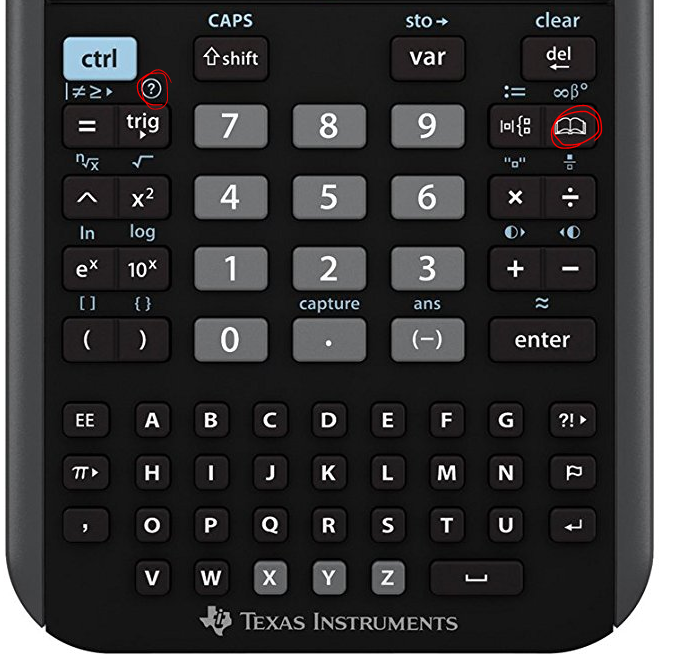 CAPS sto→ clear
ctrl ⇧shift var del ←
|≠≥▸ ? := ∞β°
= trig 7 8 9 |▫|{▫
ⁿ√x √ "▫" ▫/▫
^ x² 4 5 6 × ÷
ln log ◐▸ ◂◐
eˣ 10ˣ 1 2 3 + −
[ ] { } capture ans ≈
( ) 0 . (−) enter
EE A B C D E F G ?!▸
π▸ H I J K L M N
, O P Q R S T U ↵
V W X Y Z ␣
TEXAS INSTRUMENTS